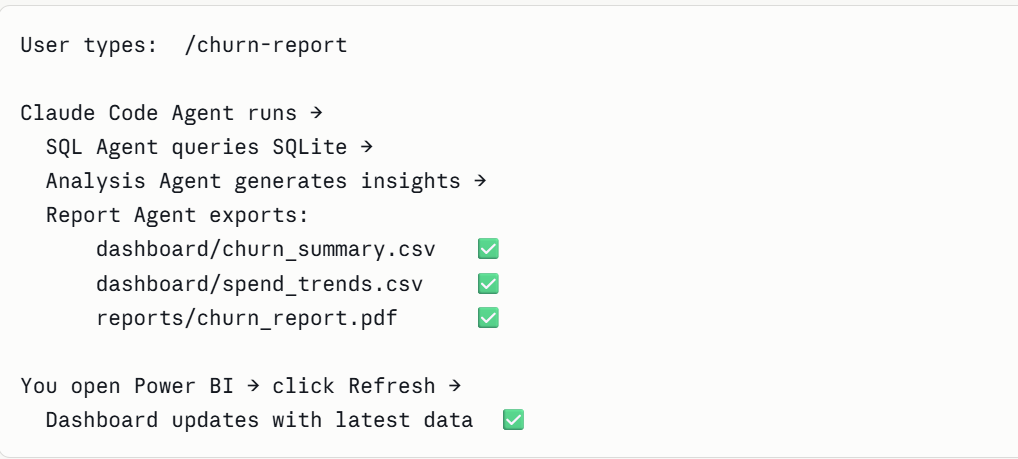 User types:  /churn-report
Claude Code Agent runs →
SQL Agent queries SQLite →
Analysis Agent generates insights →
Report Agent exports:
dashboard/churn_summary.csv ✅
dashboard/spend_trends.csv ✅
reports/churn_report.pdf ✅
You open Power BI → click Refresh →
Dashboard updates with latest data ✅